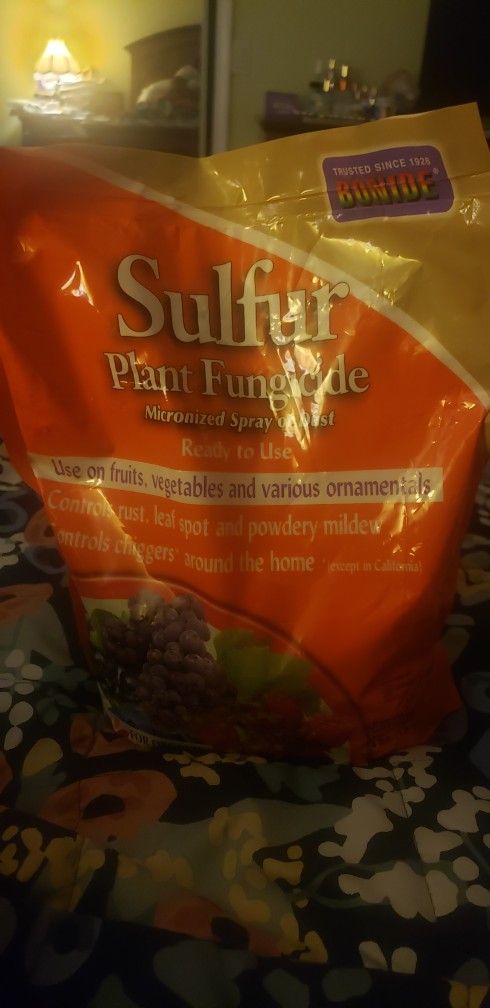 TRUSTED SINCE 1926
BONIDE®
Sulfur
Plant Fungicide
Micronized Spray or Dust
Ready to Use
Use on fruits, vegetables and various ornamentals
Controls rust, leaf spot and powdery mildew
Controls chiggers* around the home *(except in California)
FOR